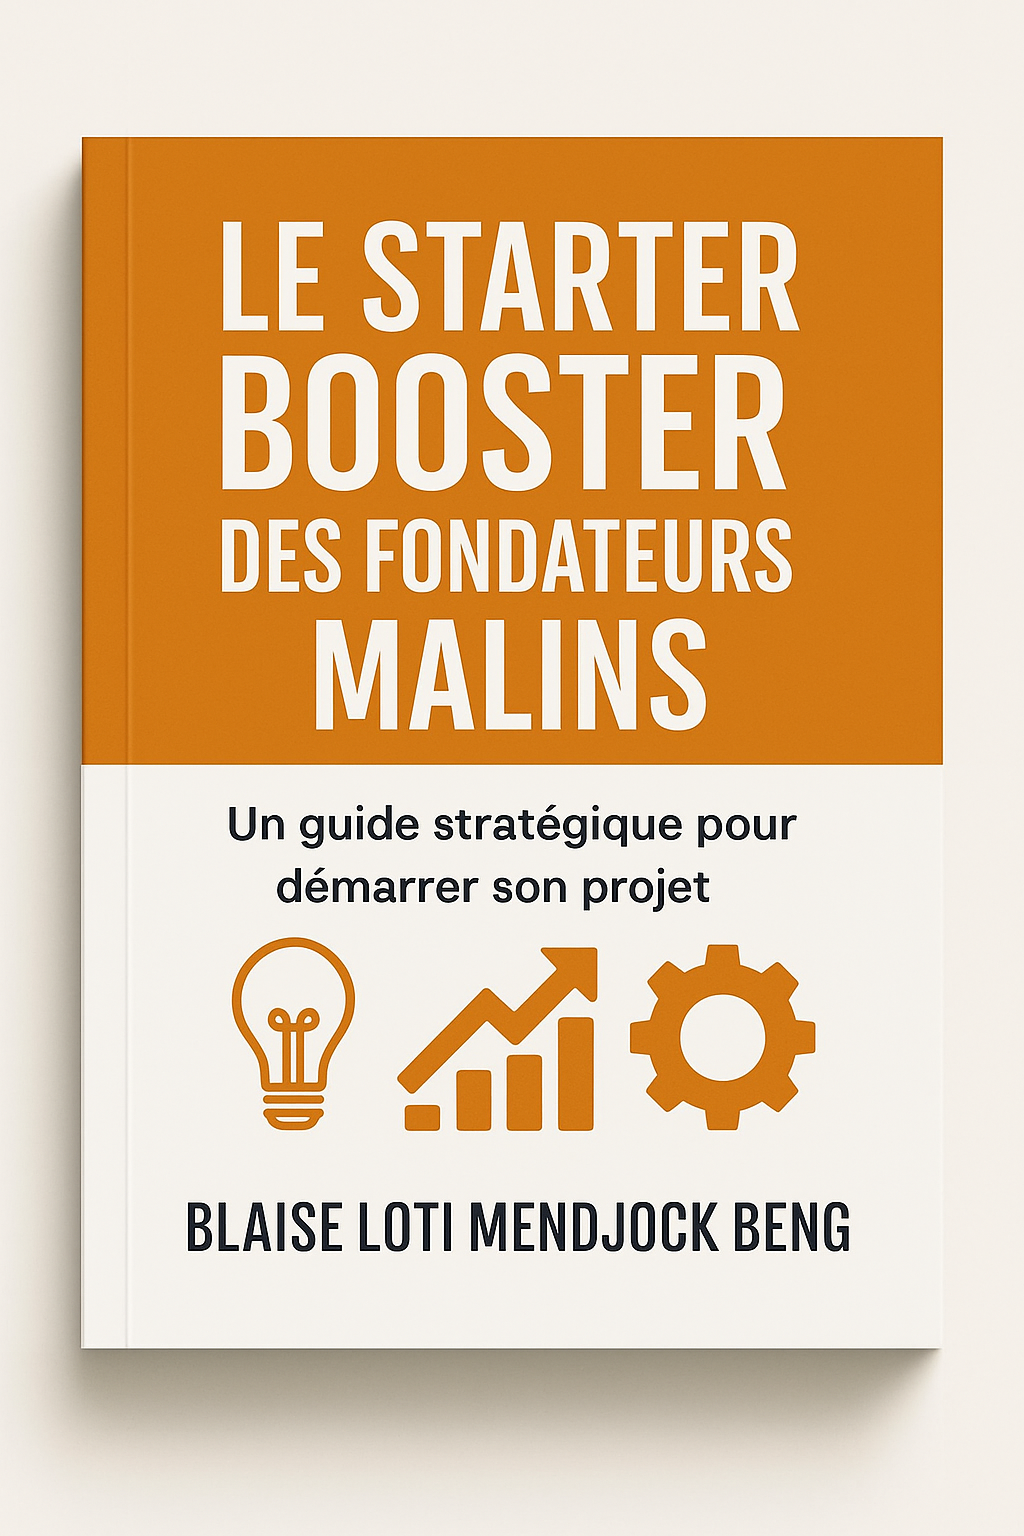 LE STARTER
BOOSTER
DES FONDATEURS
MALINS
Un guide stratégique pour
démarrer son projet
BLAISE LOTI MENDJOCK BENG